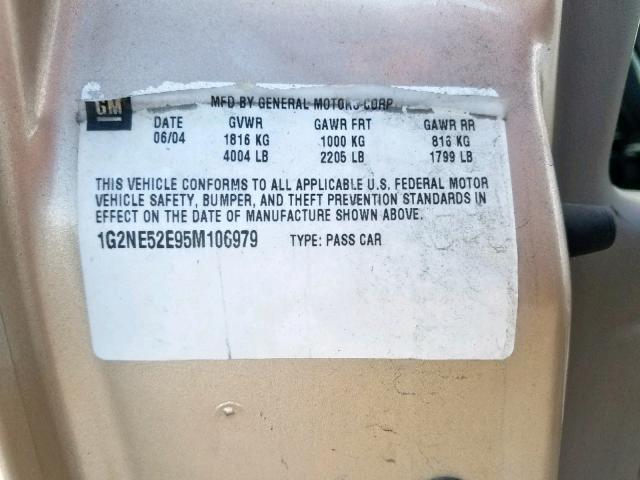 GM
MFD BY GENERAL MOTORS CORP
DATE GVWR GAWR FRT GAWR RR
06/04 1816 KG 1000 KG 816 KG
4004 LB 2205 LB 1799 LB
THIS VEHICLE CONFORMS TO ALL APPLICABLE U.S. FEDERAL MOTOR
VEHICLE SAFETY, BUMPER, AND THEFT PREVENTION STANDARDS IN
EFFECT ON THE DATE OF MANUFACTURE SHOWN ABOVE.
1G2NE52E95M106979 TYPE: PASS CAR